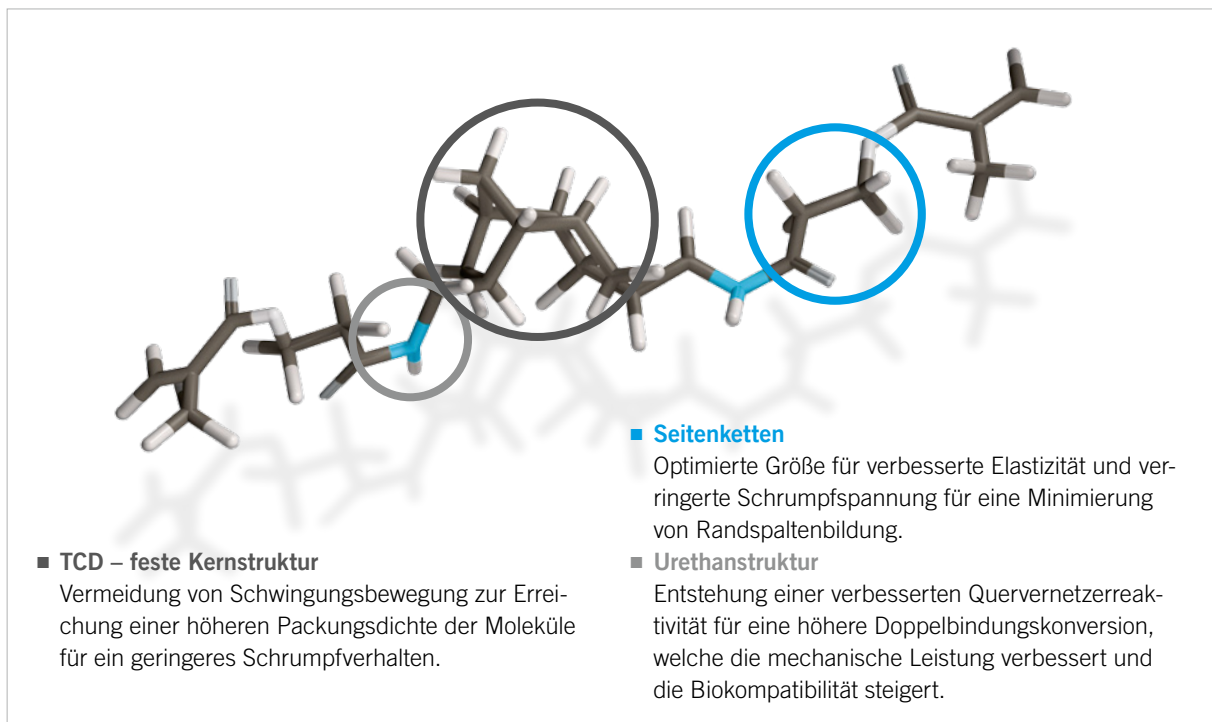 ■ Seitenketten
Optimierte Größe für verbesserte Elastizität und ver-
ringerte Schrumpfspannung für eine Minimierung
von Randspaltenbildung.
■ TCD – feste Kernstruktur
Vermeidung von Schwingungsbewegung zur Errei-
chung einer höheren Packungsdichte der Moleküle
für ein geringeres Schrumpfverhalten.
■ Urethanstruktur
Entstehung einer verbesserten Quervernetzerreak-
tivität für eine höhere Doppelbindungskonversion,
welche die mechanische Leistung verbessert und
die Biokompatibilität steigert.